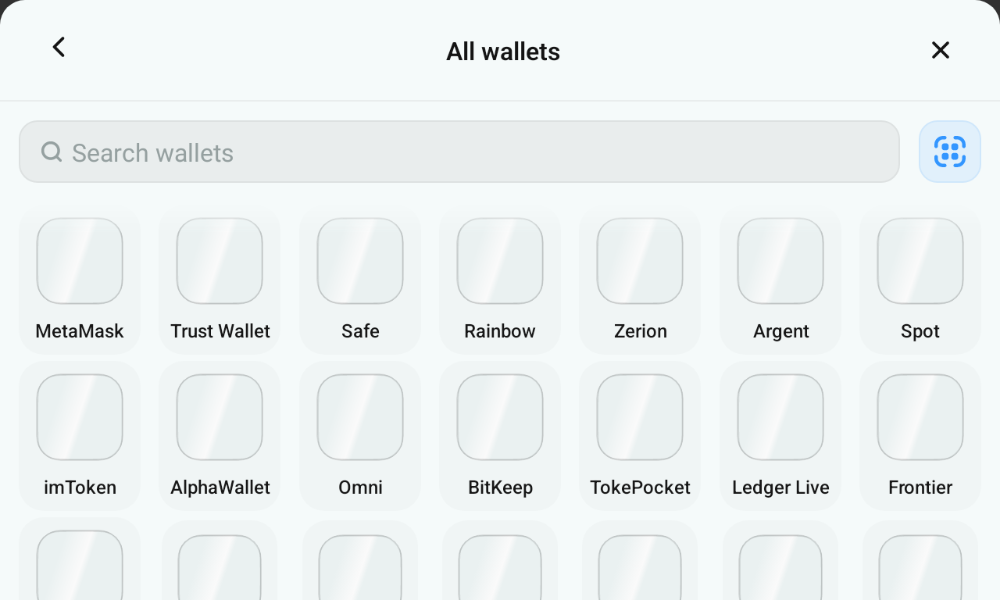 All wallets
Search wallets
MetaMask Trust Wallet Safe Rainbow Zerion Argent Spot
imToken AlphaWallet Omni BitKeep TokePocket Ledger Live Frontier